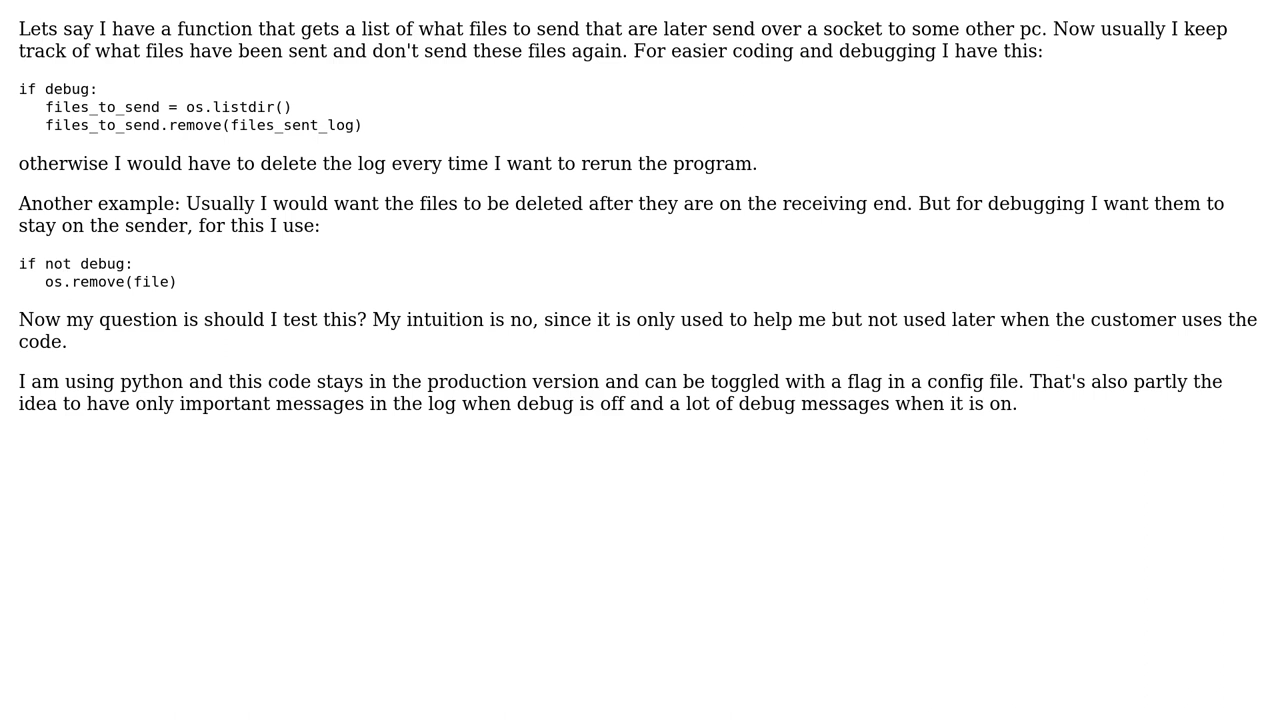 Lets say I have a function that gets a list of what files to send that are later send over a socket to some other pc. Now usually I keep
track of what files have been sent and don't send these files again. For easier coding and debugging I have this:
if debug:
   files_to_send = os.listdir()
   files_to_send.remove(files_sent_log)
otherwise I would have to delete the log every time I want to rerun the program.
Another example: Usually I would want the files to be deleted after they are on the receiving end. But for debugging I want them to
stay on the sender, for this I use:
if not debug:
   os.remove(file)
Now my question is should I test this? My intuition is no, since it is only used to help me but not used later when the customer uses the
code.
I am using python and this code stays in the production version and can be toggled with a flag in a config file. That's also partly the
idea to have only important messages in the log when debug is off and a lot of debug messages when it is on.